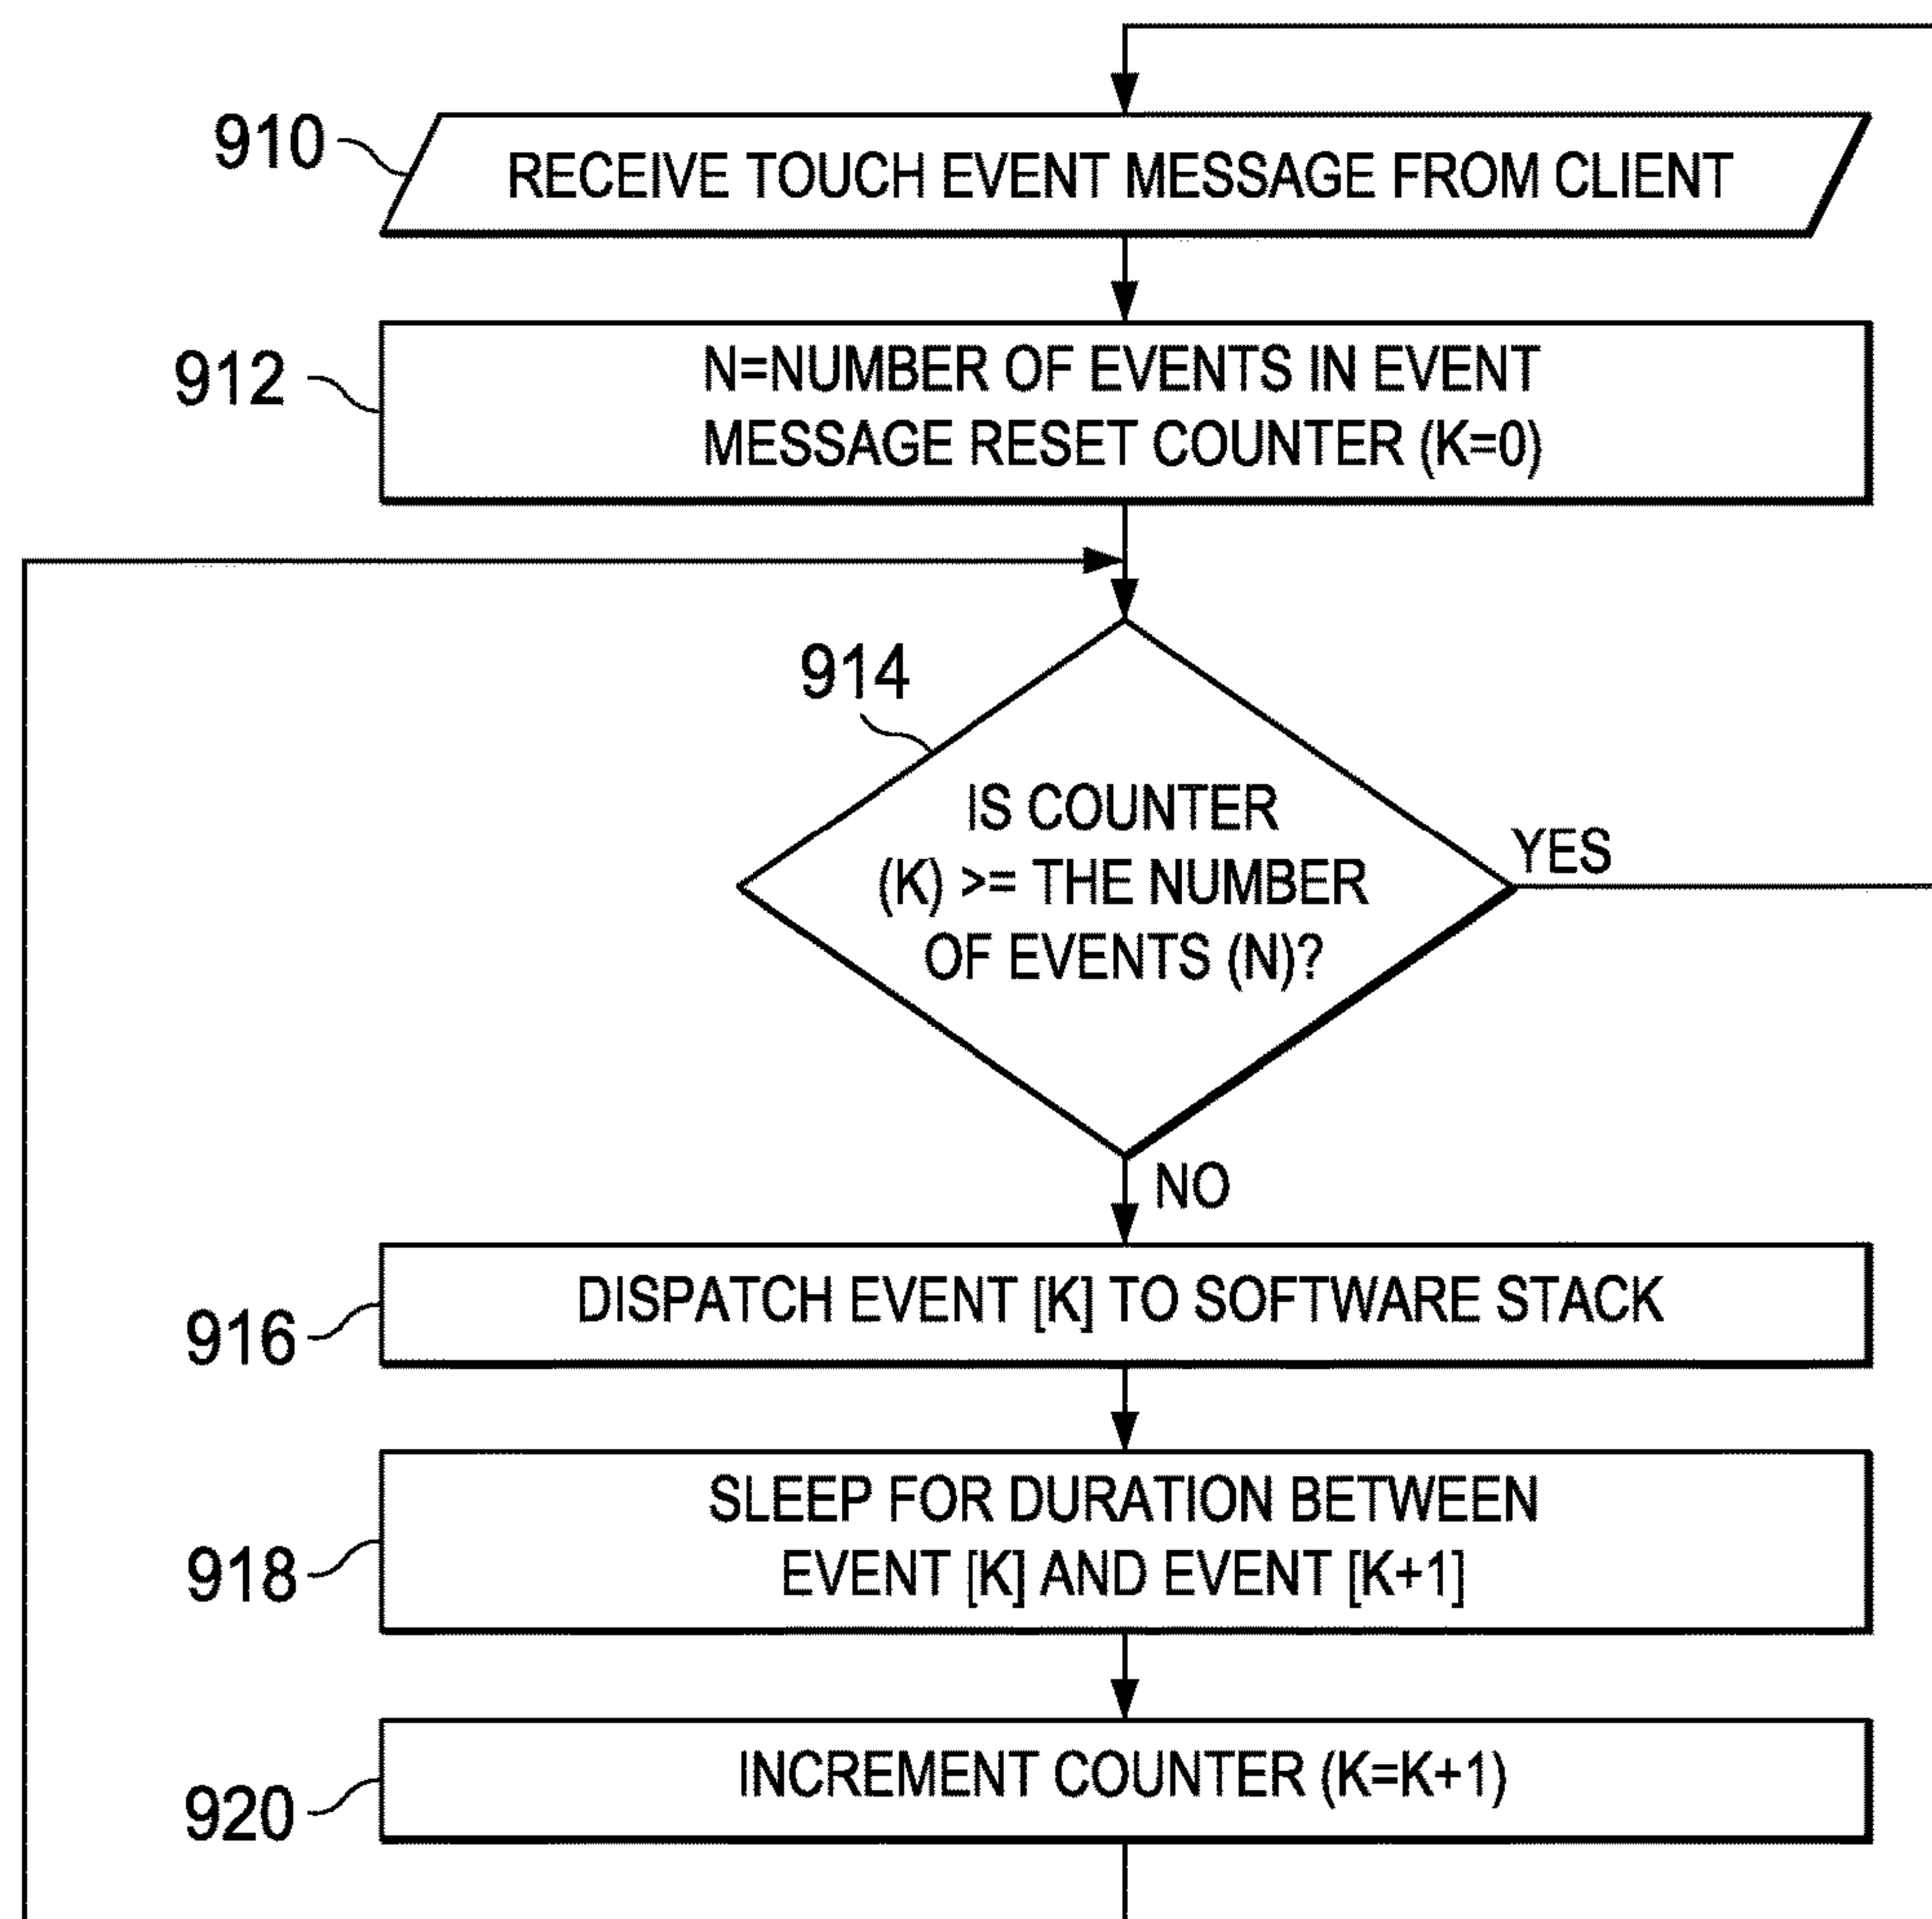 910
RECEIVE TOUCH EVENT MESSAGE FROM CLIENT
912
N=NUMBER OF EVENTS IN EVENT
MESSAGE RESET COUNTER (K=0)
914
IS COUNTER
(K) >= THE NUMBER
OF EVENTS (N)?
YES
NO
916
DISPATCH EVENT [K] TO SOFTWARE STACK
918
SLEEP FOR DURATION BETWEEN
EVENT [K] AND EVENT [K+1]
920
INCREMENT COUNTER (K=K+1)